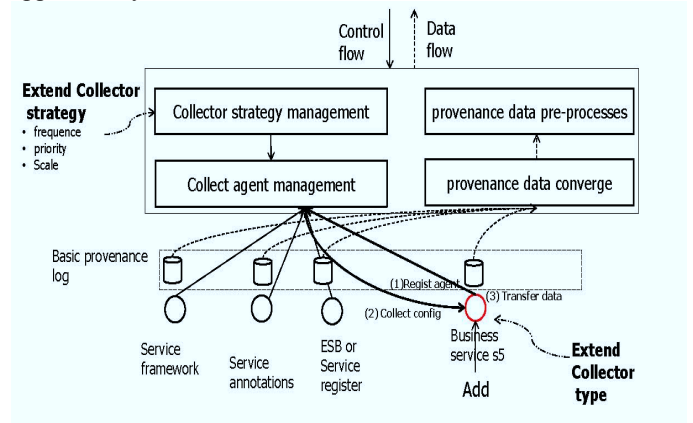 Control
flow
Data
flow
Extend Collector
strategy
• frequence
• priority
• Scale
Collector strategy management
provenance data pre-processes
Collect agent management
provenance data converge
Basic provenance
log
(1)Regist agent
(3) Transfer data
(2) Collect config
Service
framework
Service
annotations
ESB or
Service
register
Business
service s5
Add
Extend
Collector
type